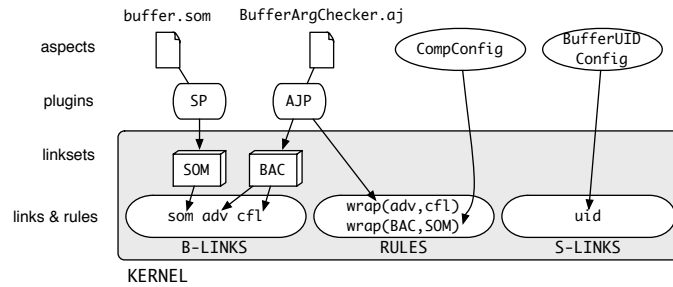 buffer.som BufferArgChecker.aj
aspects CompConfig BufferUID
Config
plugins SP AJP
linksets SOM BAC
links & rules som adv cfl wrap(adv,cfl) uid
wrap(BAC,SOM)
B-LINKS RULES S-LINKS
KERNEL